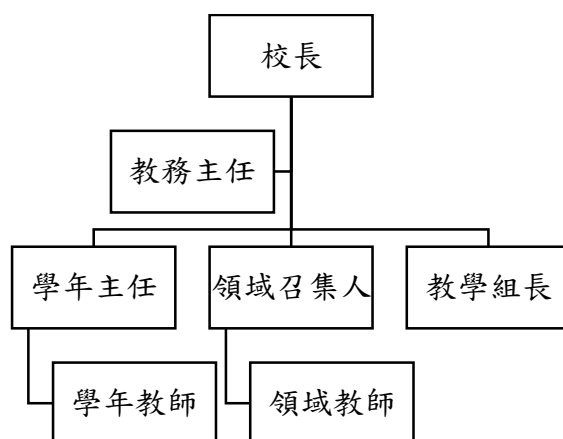 校長
教務主任
學年主任
領域召集人
教學組長
學年教師
領域教師